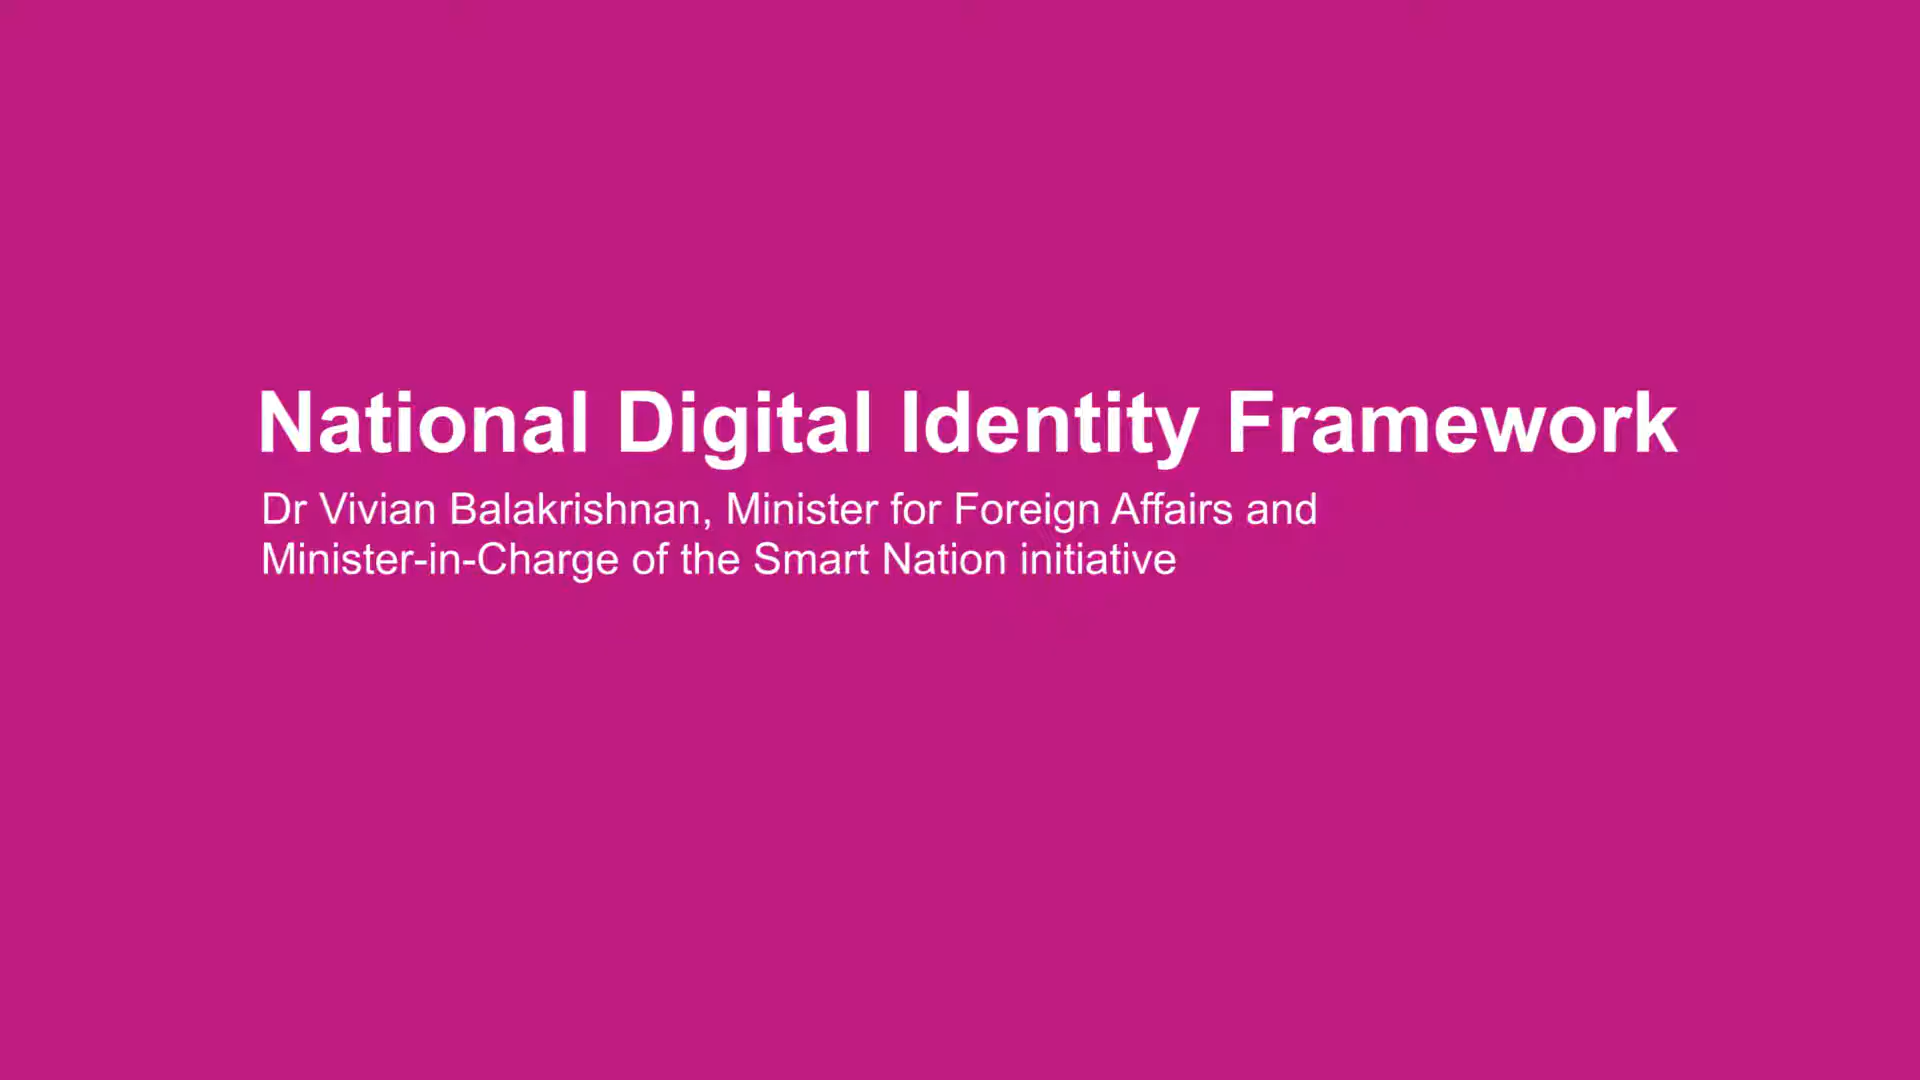 National Digital Identity Framework
Dr Vivian Balakrishnan, Minister for Foreign Affairs and
Minister-in-Charge of the Smart Nation initiative